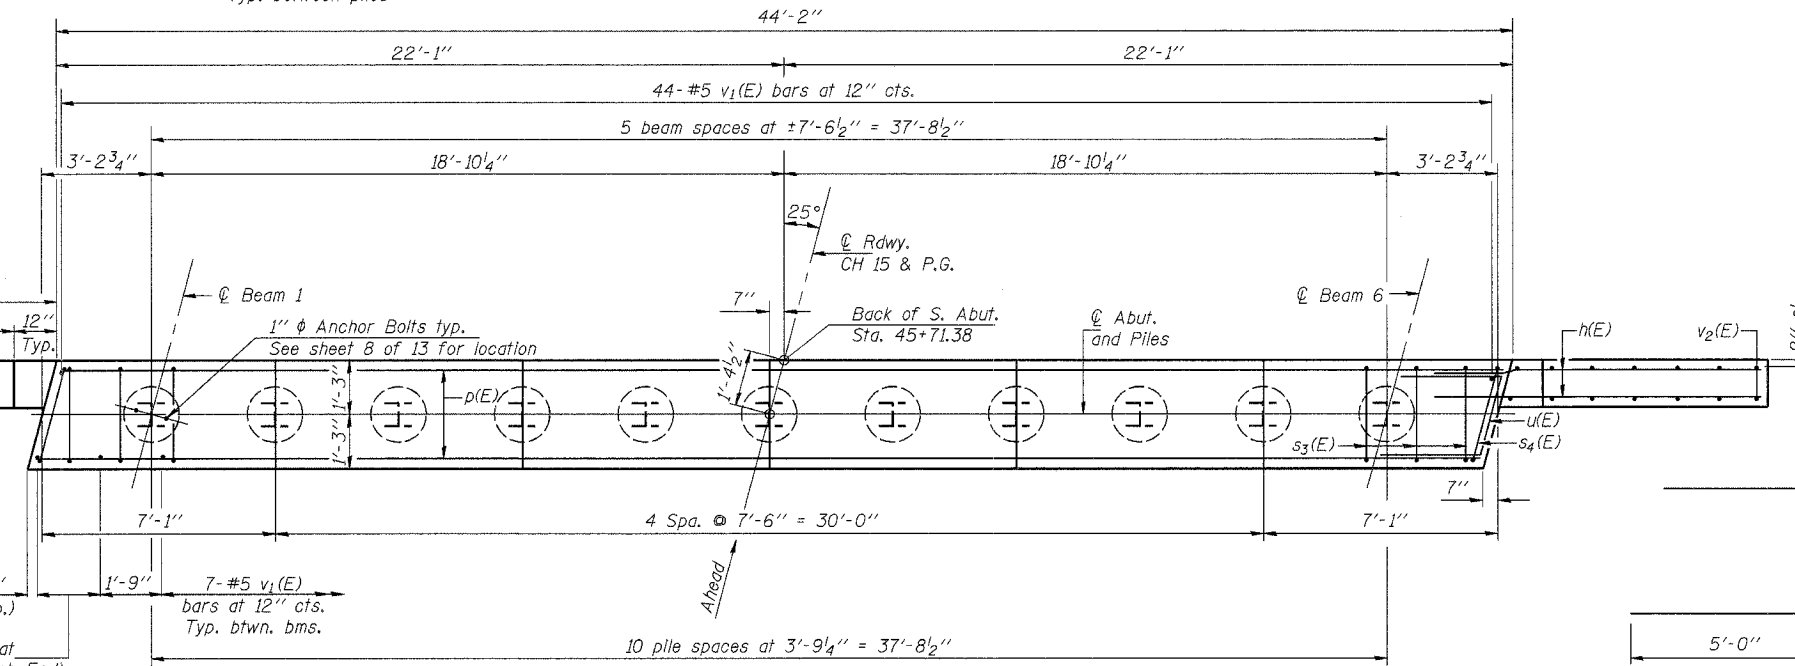 Typ. between piles
44'-2"
22'-1"
22'-1"
44-#5 v1(E) bars at 12" cts.
5 beam spaces at ±7'-6½" = 37'-8½"
3'-2¾"
18'-10¼"
18'-10¼"
3'-2¾"
25°
℄ Rdwy.
CH 15 & P.G.
℄ Beam 1
℄ Beam 6
7"
1" ϕ Anchor Bolts typ.
See sheet 8 of 13 for location
Back of S. Abut.
Sta. 45+71.38
℄ Abut.
and Piles
12"
Typ.
h(E)
v2(E)
1'-3"
1'-3"
1'-4½"
p(E)
u(E)
s3(E)
s4(E)
7"
7'-1"
4 Spa. @ 7'-6" = 30'-0"
7'-1"
1'-9"
7-#5 v1(E)
bars at 12" cts.
Typ. btwn. bms.
Ahead
at
10 pile spaces at 3'-9¼" = 37'-8½"
5'-0"